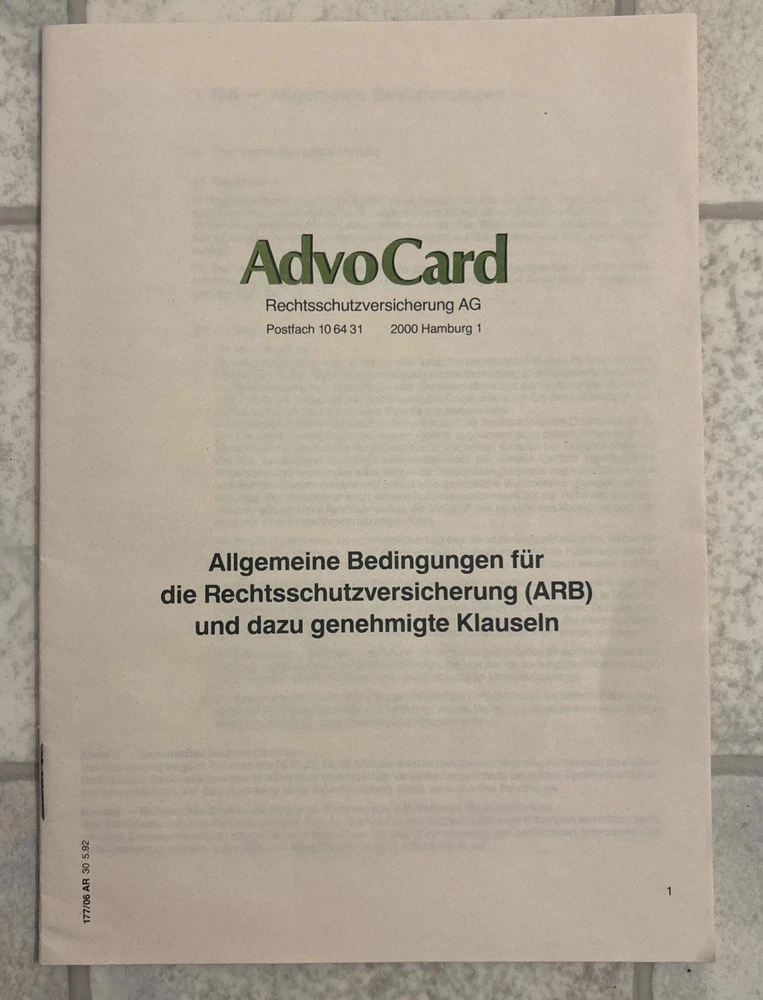 AdvoCard
Rechtsschutzversicherung AG
Postfach 10 64 31 2000 Hamburg 1
Allgemeine Bedingungen für
die Rechtsschutzversicherung (ARB)
und dazu genehmigte Klauseln
177/06 AR 30 5.92
1